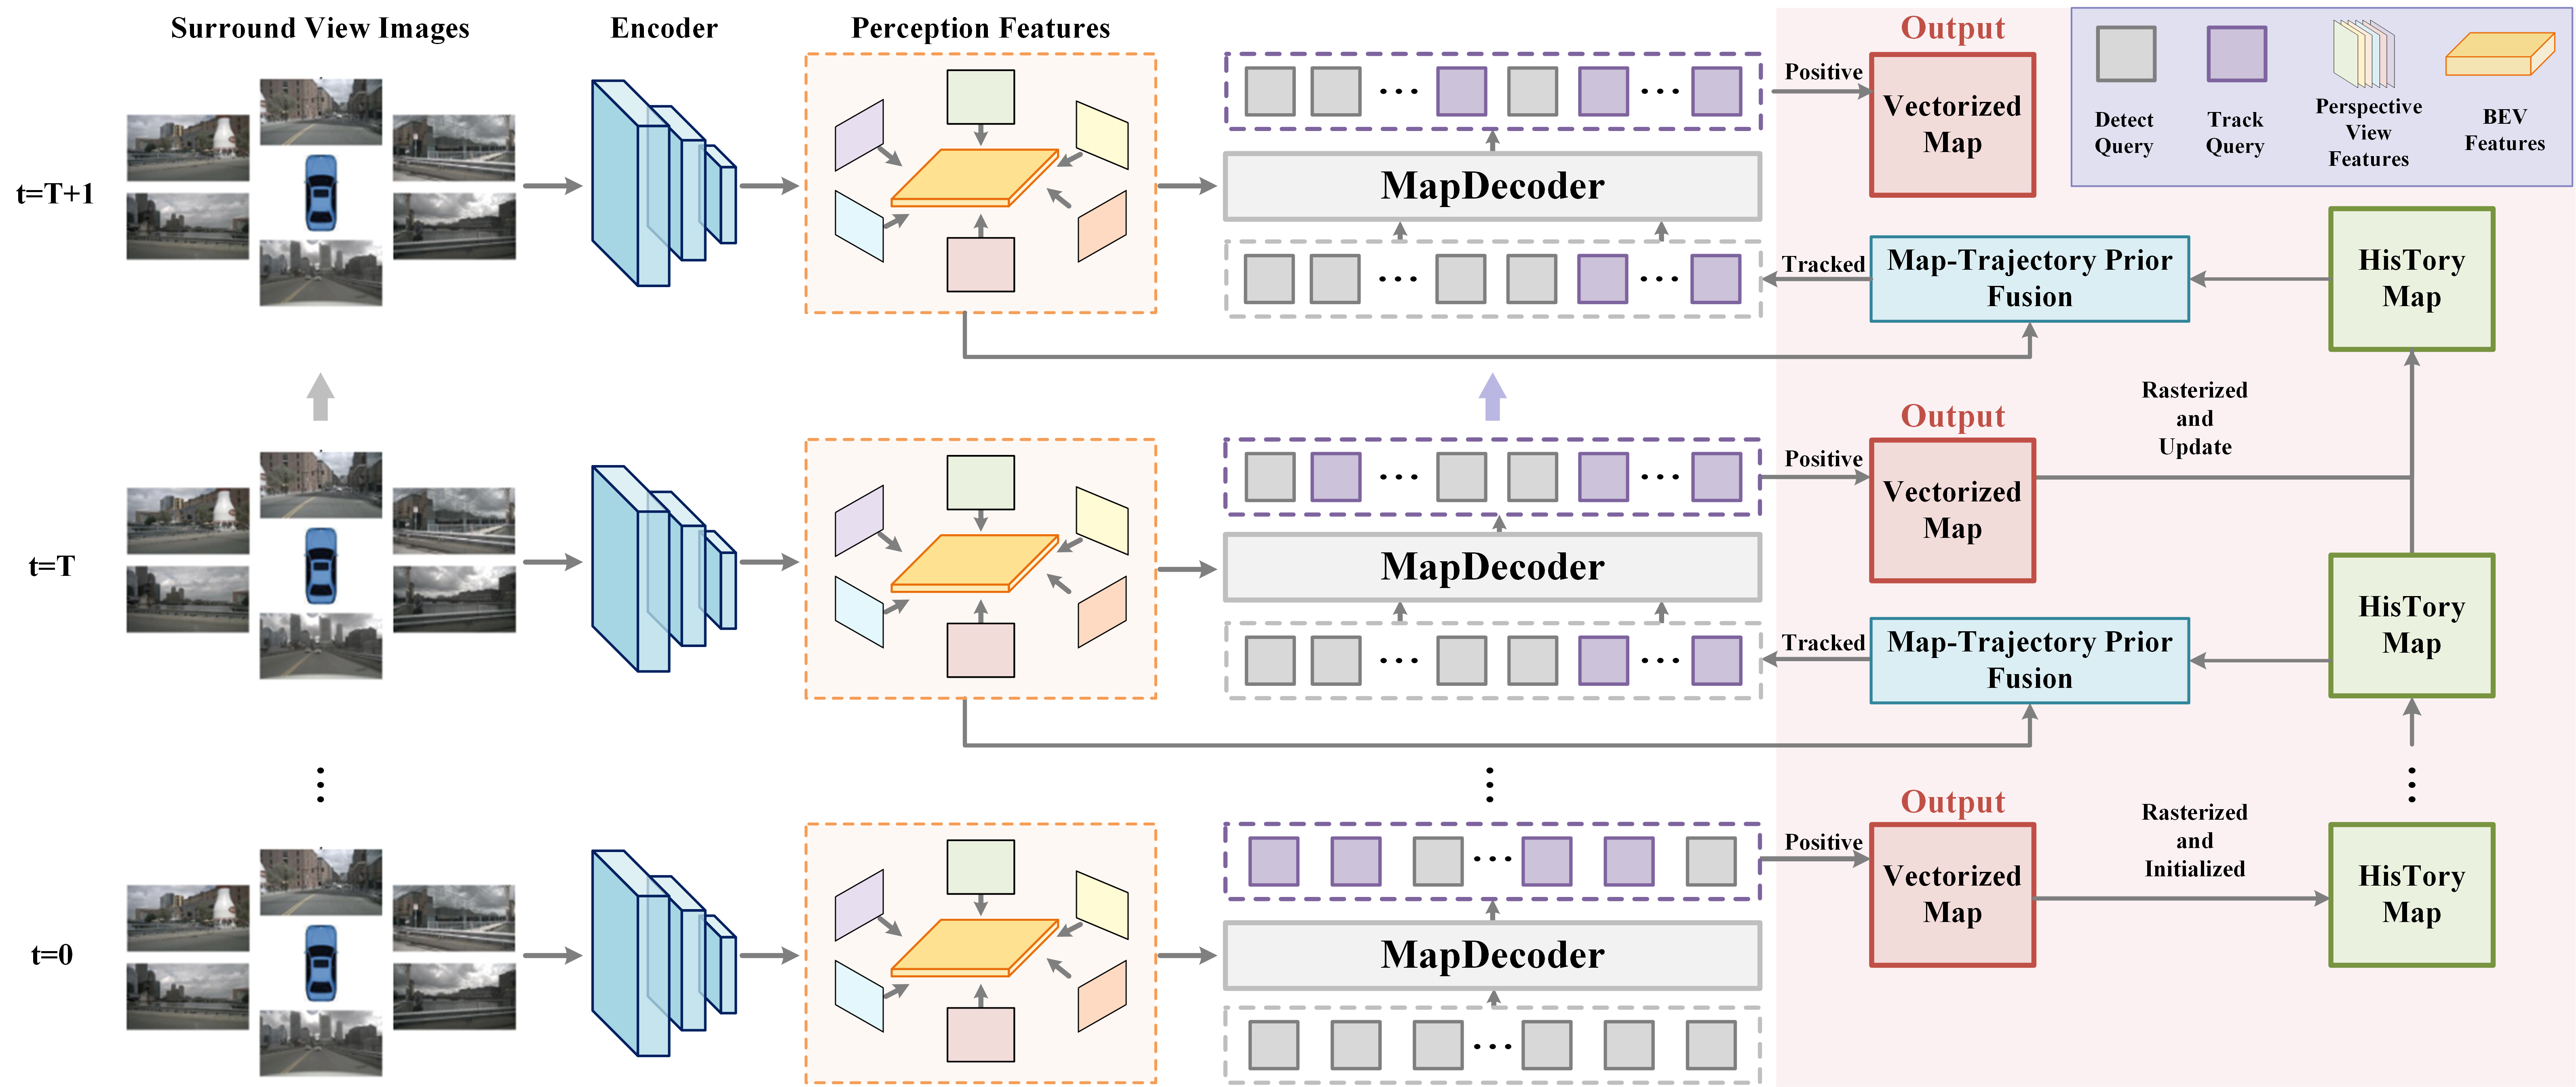 Surround View Images
Encoder
Perception Features
Output
Detect
Query
Track
Query
Perspective
View
Features
BEV
Features
t=T+1
MapDecoder
Positive
Vectorized
Map
Tracked
Map-Trajectory Prior
Fusion
HisTory
Map
Rasterized
and
Update
t=T
MapDecoder
Positive
Output
Vectorized
Map
Tracked
Map-Trajectory Prior
Fusion
HisTory
Map
t=0
MapDecoder
Positive
Output
Vectorized
Map
Rasterized
and
Initialized
HisTory
Map